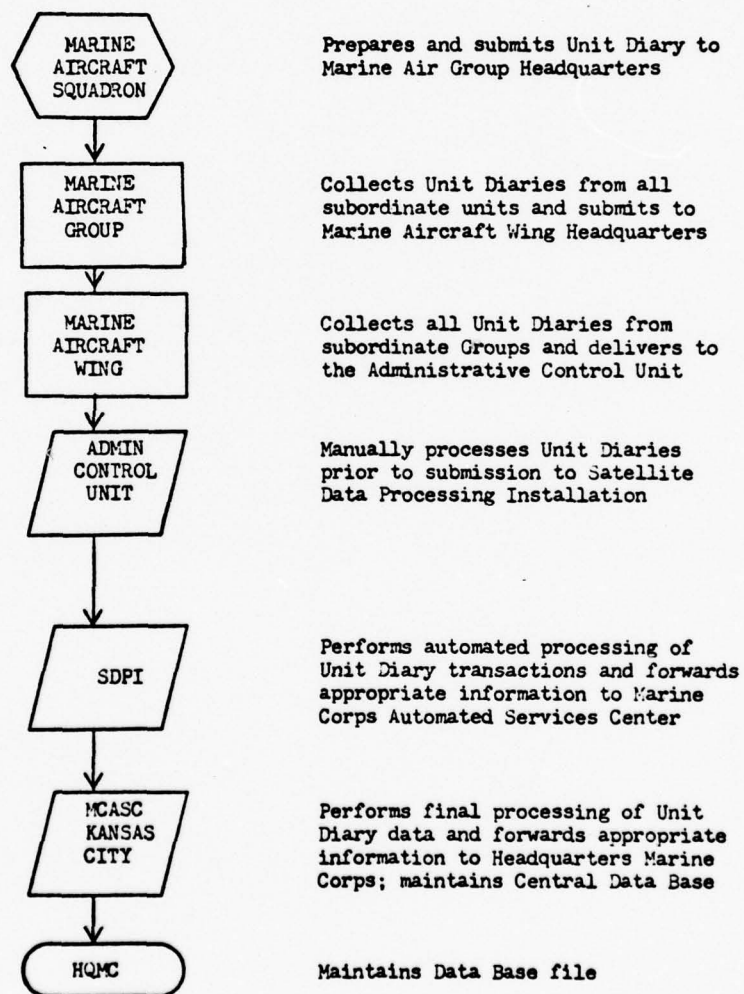 MARINE
AIRCRAFT
SQUADRON
Prepares and submits Unit Diary to
Marine Air Group Headquarters
MARINE
AIRCRAFT
GROUP
Collects Unit Diaries from all
subordinate units and submits to
Marine Aircraft Wing Headquarters
MARINE
AIRCRAFT
WING
Collects all Unit Diaries from
subordinate Groups and delivers to
the Administrative Control Unit
ADMIN
CONTROL
UNIT
Manually processes Unit Diaries
prior to submission to Satellite
Data Processing Installation
SDPI
Performs automated processing of
Unit Diary transactions and forwards
appropriate information to Marine
Corps Automated Services Center
MCASC
KANSAS
CITY
Performs final processing of Unit
Diary data and forwards appropriate
information to Headquarters Marine
Corps; maintains Central Data Base
HQMC
Maintains Data Base file